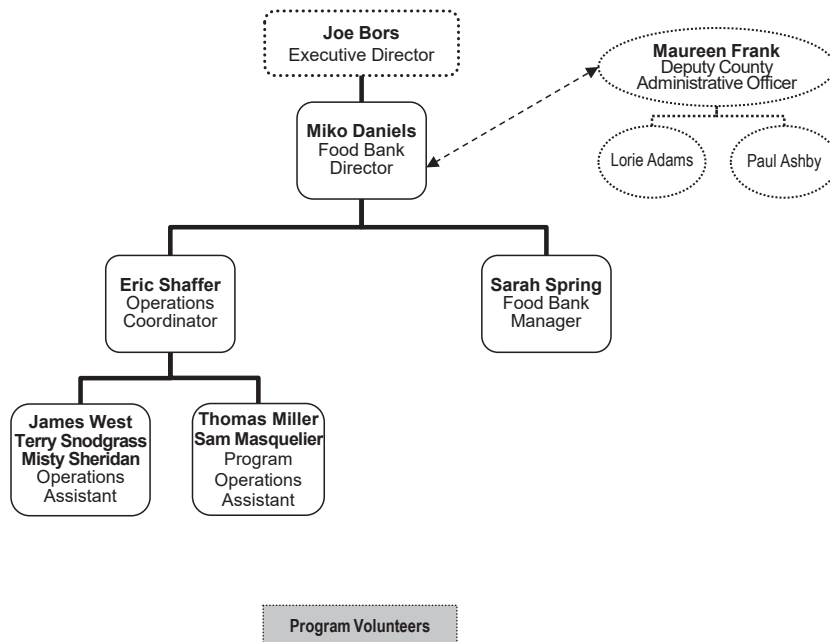 Joe Bors
Executive Director
Maureen Frank
Deputy County
Administrative Officer
Miko Daniels
Food Bank
Director
Lorie Adams
Paul Ashby
Eric Shaffer
Operations
Coordinator
Sarah Spring
Food Bank
Manager
James West
Terry Snodgrass
Misty Sheridan
Operations
Assistant
Thomas Miller
Sam Masquelier
Program
Operations
Assistant
Program Volunteers